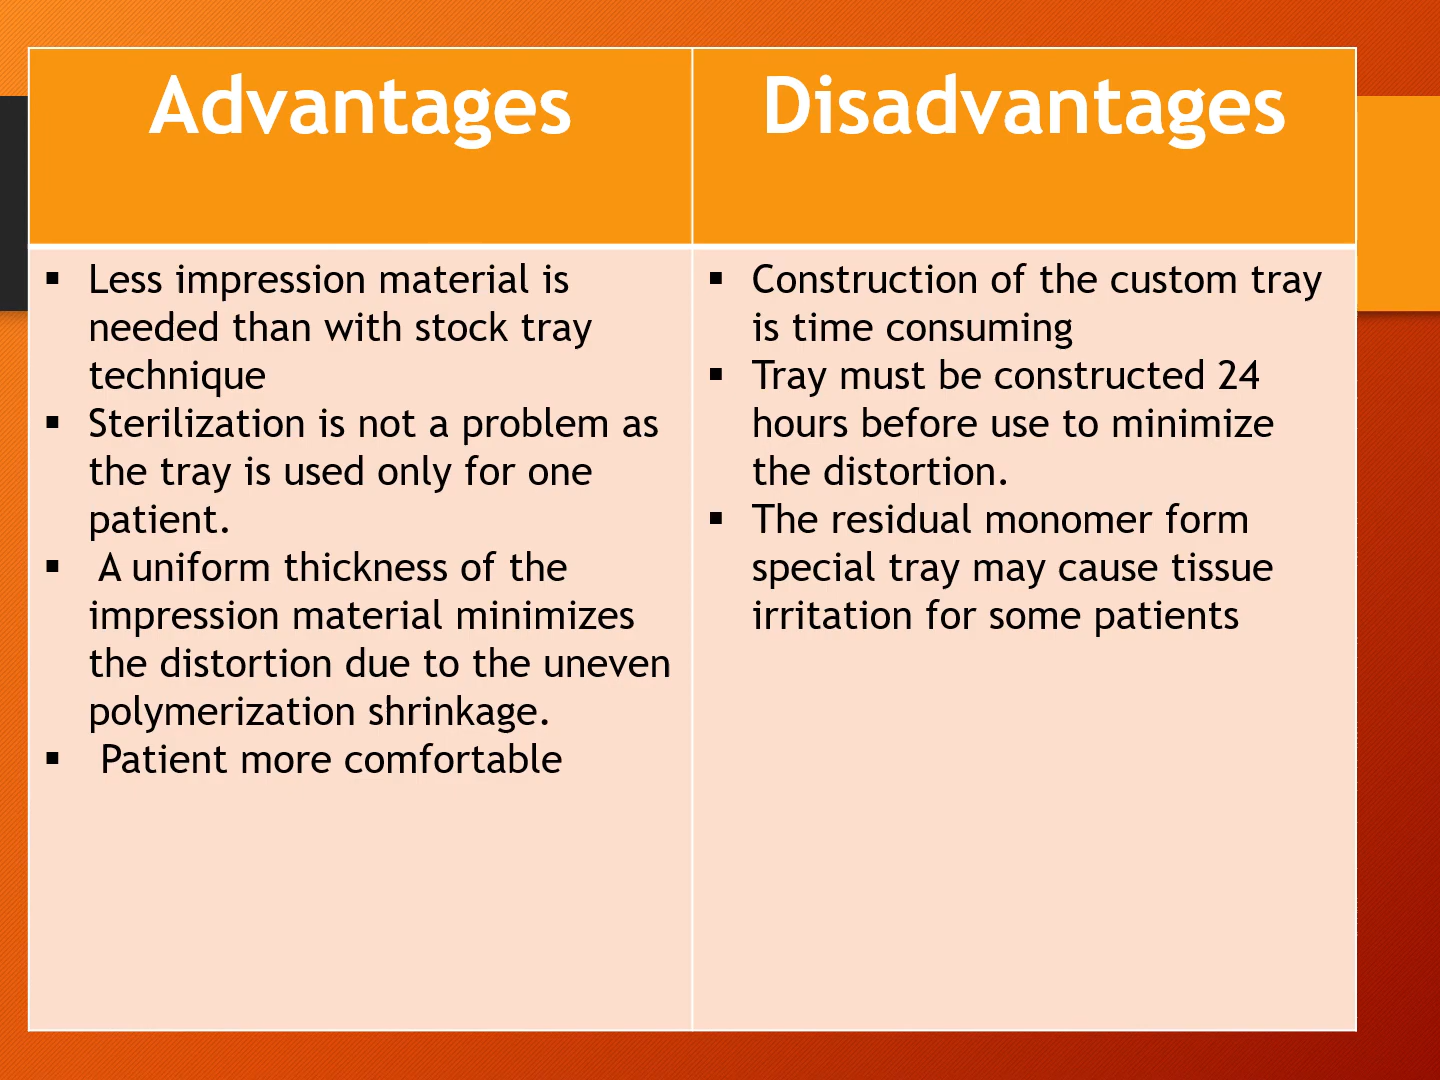 Advantages
Disadvantages
▪ Less impression material is
needed than with stock tray
technique
▪ Sterilization is not a problem as
the tray is used only for one
patient.
▪ A uniform thickness of the
impression material minimizes
the distortion due to the uneven
polymerization shrinkage.
▪ Patient more comfortable
▪ Construction of the custom tray
is time consuming
▪ Tray must be constructed 24
hours before use to minimize
the distortion.
▪ The residual monomer form
special tray may cause tissue
irritation for some patients